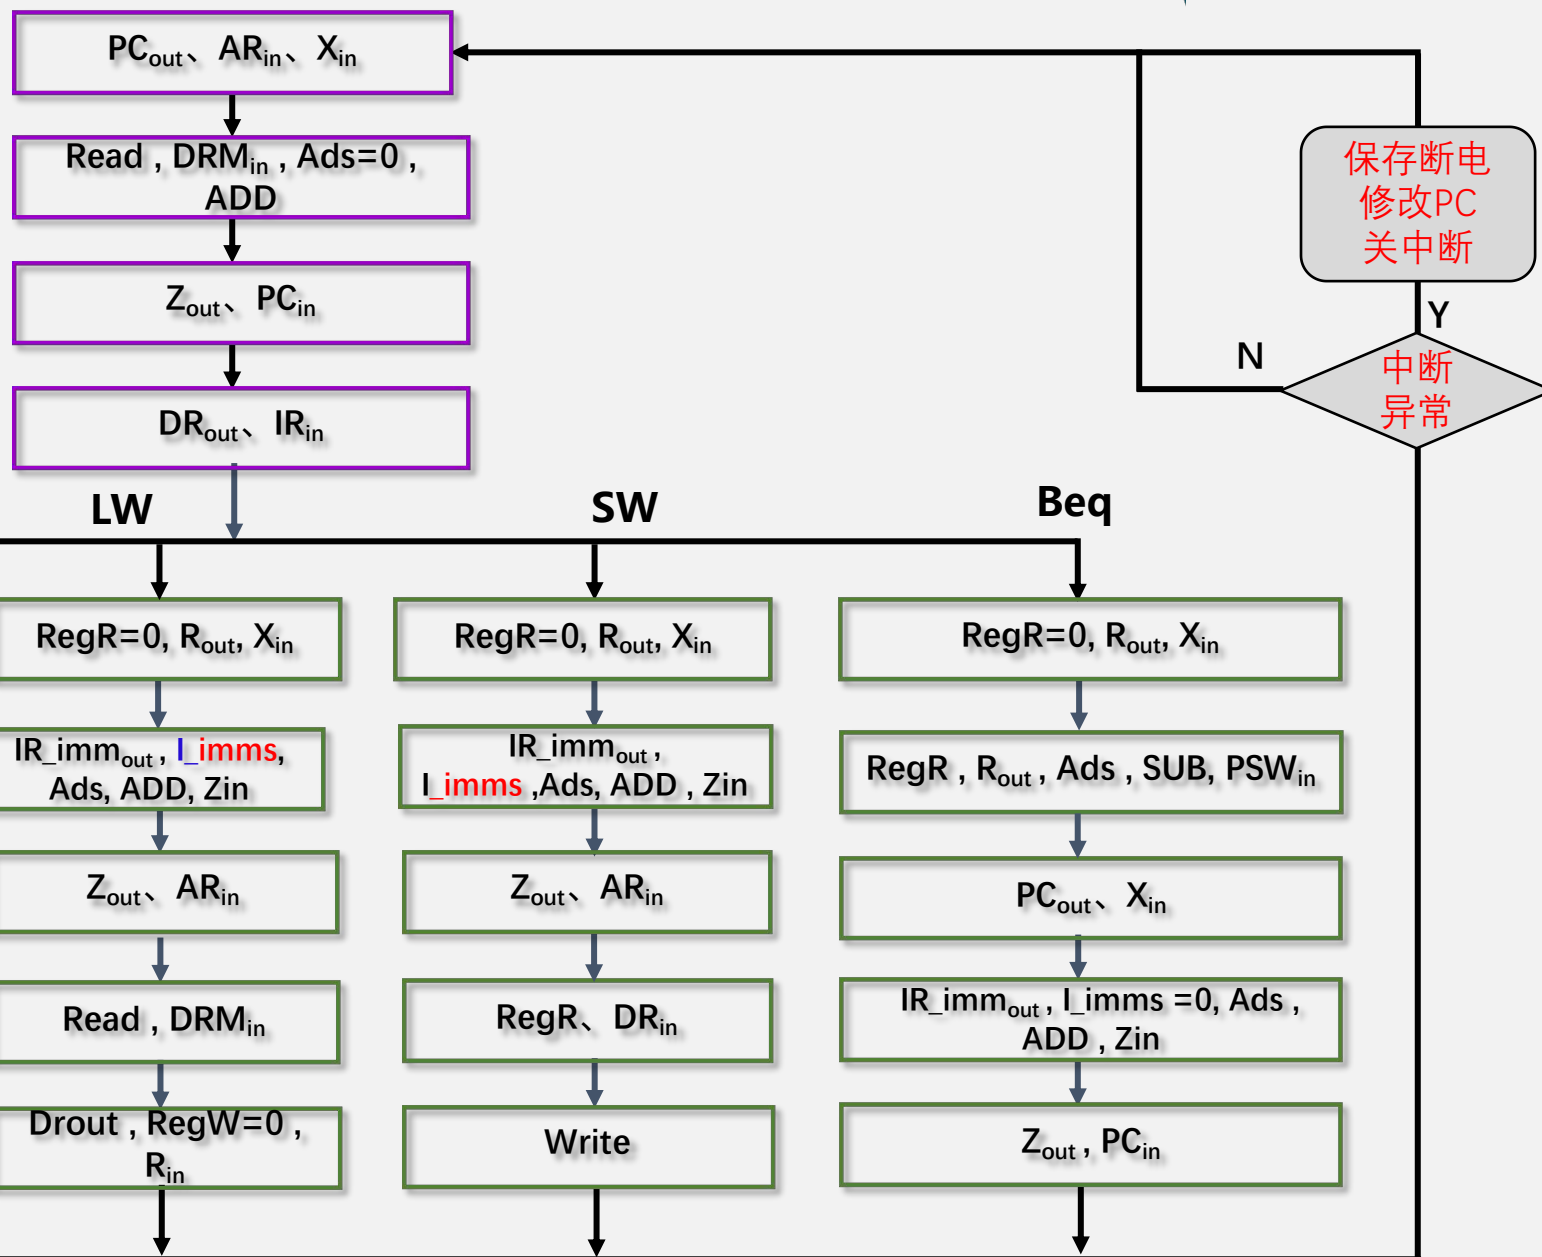 PCout、ARin、Xin
Read , DRMin , Ads=0 ,
ADD
Zout、PCin
DRout、IRin
保存断电
修改PC
关中断
Y
N
中断
异常
LW
SW
Beq
RegR=0, Rout, Xin
IR_immout , I_imms,
Ads, ADD, Zin
Zout、ARin
Read , DRMin
Drout , RegW=0 ,
Rin
RegR=0, Rout, Xin
IR_immout ,
I_imms ,Ads, ADD , Zin
Zout、ARin
RegR、DRin
Write
RegR=0, Rout, Xin
RegR , Rout , Ads , SUB, PSWin
PCout、Xin
IR_immout , I_imms =0, Ads ,
ADD , Zin
Zout , PCin